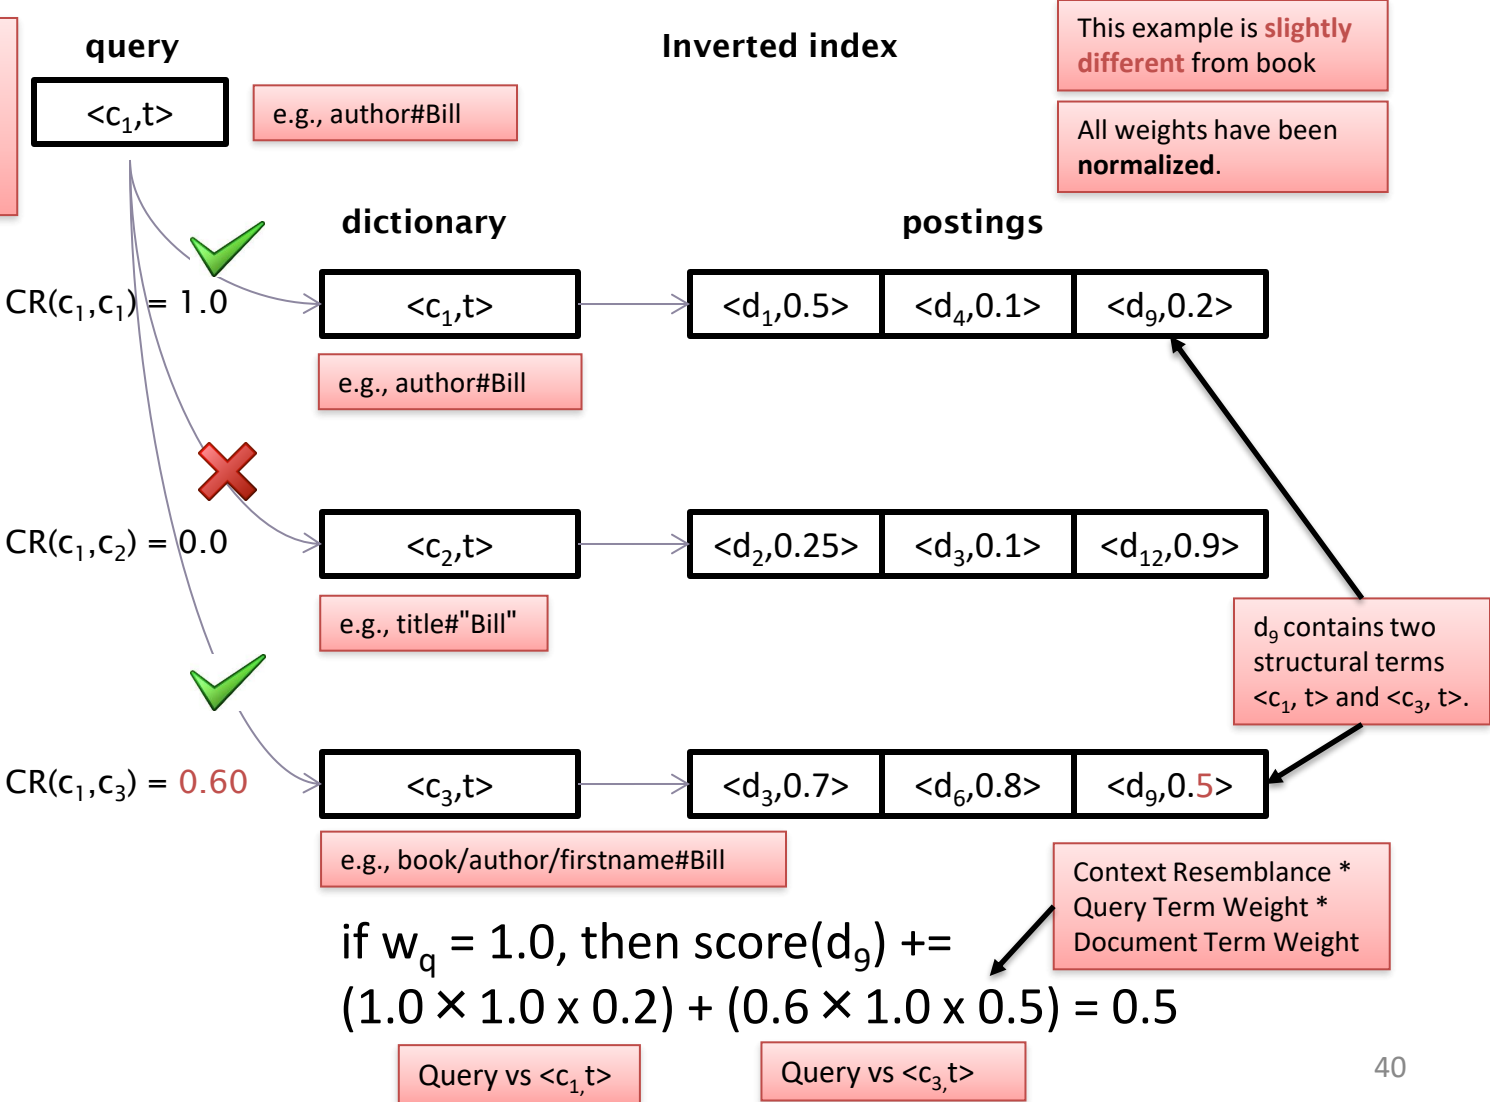 query
Inverted index
This example is slightly
different from book
<c₁,t>
e.g., author#Bill
All weights have been
normalized.
dictionary
postings
CR(c₁,c₁) = 1.0
<c₁,t>
<d₁,0.5>
<d₄,0.1>
<d₉,0.2>
e.g., author#Bill
CR(c₁,c₂) = 0.0
<c₂,t>
<d₂,0.25>
<d₃,0.1>
<d₁₂,0.9>
e.g., title#"Bill"
d₉ contains two
structural terms
<c₁, t> and <c₃, t>.
CR(c₁,c₃) = 0.60
<c₃,t>
<d₃,0.7>
<d₆,0.8>
<d₉,0.5>
e.g., book/author/firstname#Bill
Context Resemblance *
Query Term Weight *
Document Term Weight
if w_q = 1.0, then score(d₉) +=
(1.0 × 1.0 x 0.2) + (0.6 × 1.0 x 0.5) = 0.5
Query vs <c₁,t>
Query vs <c₃,t>
40